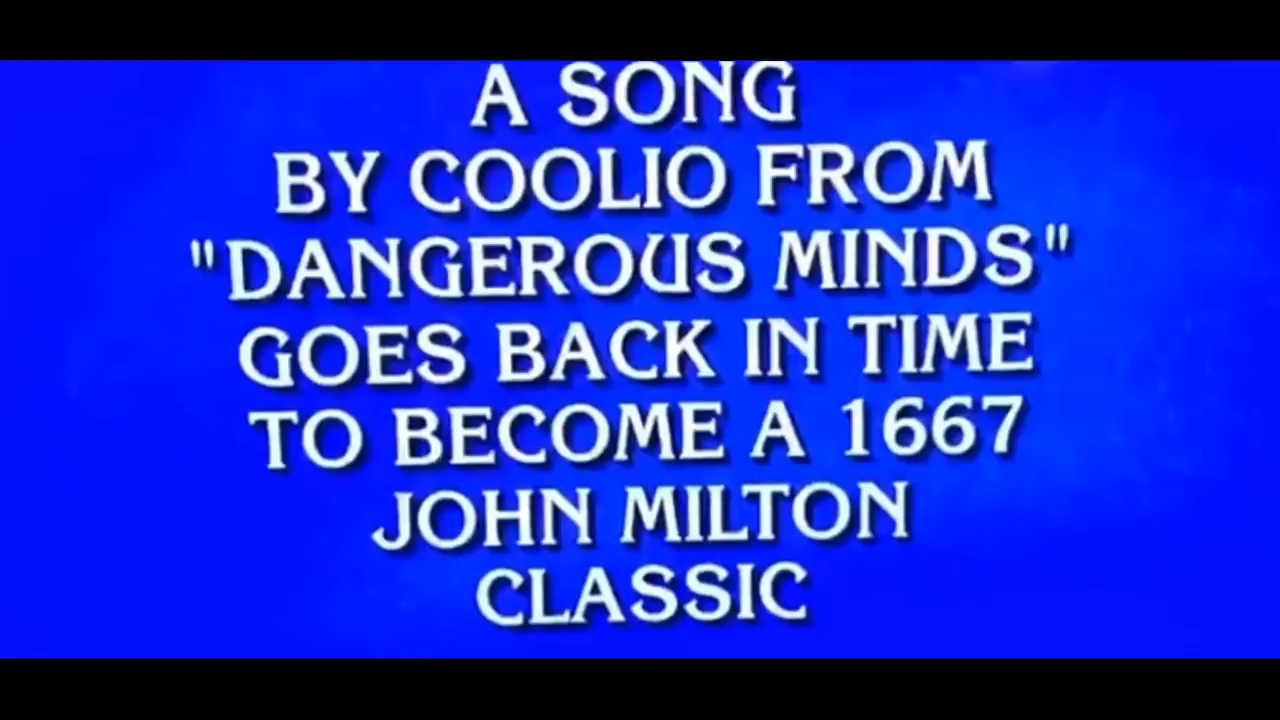 A SONG
BY COOLIO FROM
"DANGEROUS MINDS"
GOES BACK IN TIME
TO BECOME A 1667
JOHN MILTON
CLASSIC